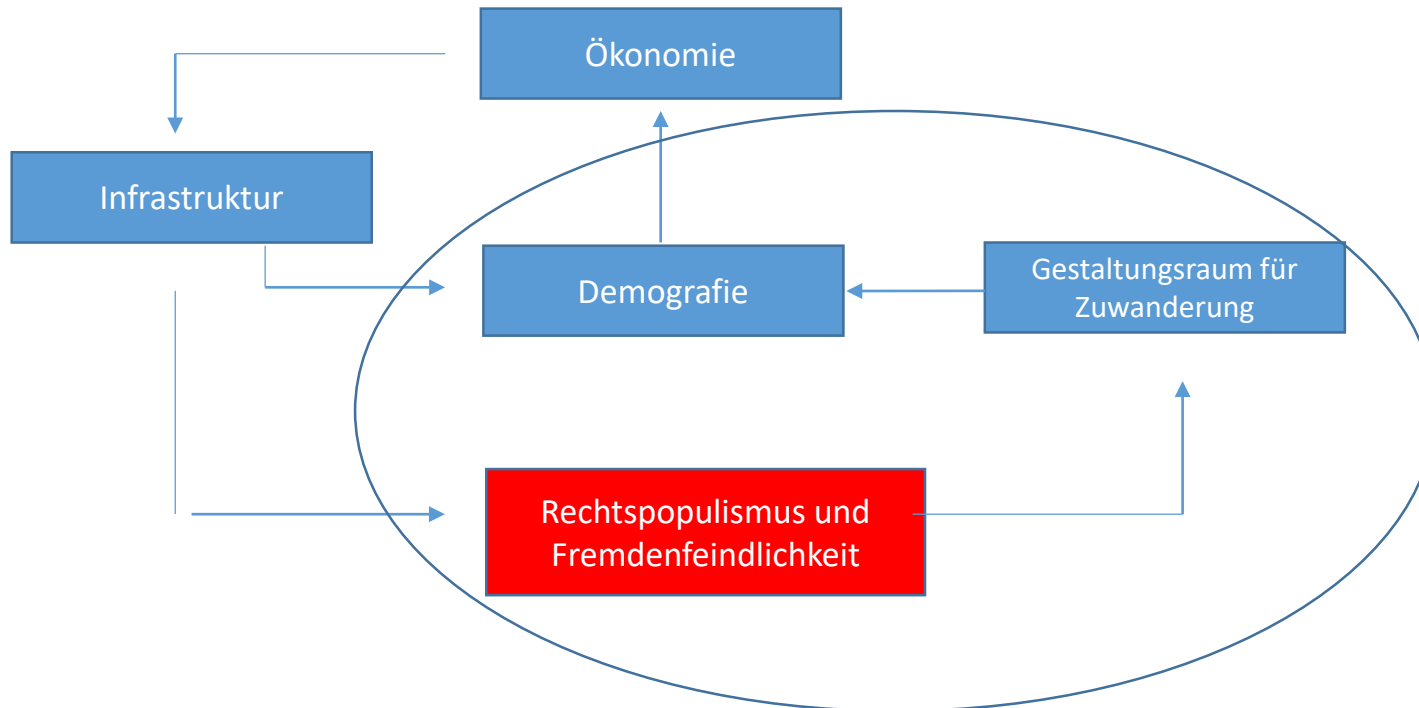 Ökonomie
Infrastruktur
Demografie
Gestaltungsraum für
Zuwanderung
Rechtspopulismus und
Fremdenfeindlichkeit